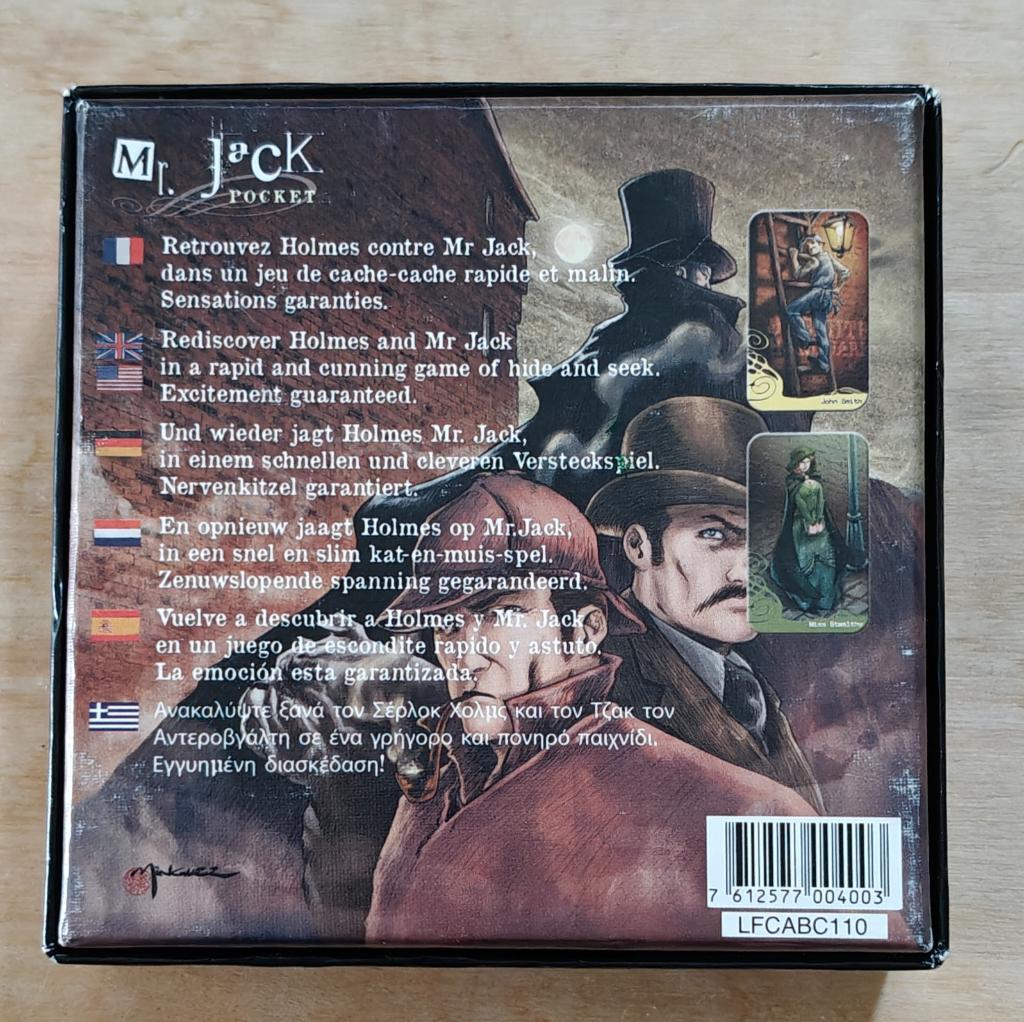 Mr. Jack
POCKET
Retrouvez Holmes contre Mr Jack,
dans un jeu de cache-cache rapide et malin.
Sensations garanties.
Rediscover Holmes and Mr Jack
in a rapid and cunning game of hide and seek.
Excitement guaranteed.
Und wieder jagt Holmes Mr. Jack,
in einem schnellen und cleveren Versteckspiel.
Nervenkitzel garantiert.
En opnieuw jaagt Holmes op Mr.Jack,
in een snel en slim kat-en-muis-spel.
Zenuwslopende spanning gegarandeerd.
Vuelve a descubrir a Holmes y Mr. Jack
en un juego de escondite rapido y astuto.
La emoción esta garantizada.
Ανακαλύψτε ξανά τον Σέρλοκ Χολμς και τον Τζακ τον
Αντεροβγάλτη σε ένα γρήγορο και πονηρό παιχνίδι.
Εγγυημένη διασκέδαση!
John Smith
Miss Stealthy
7 612577 004003
LFCABC110